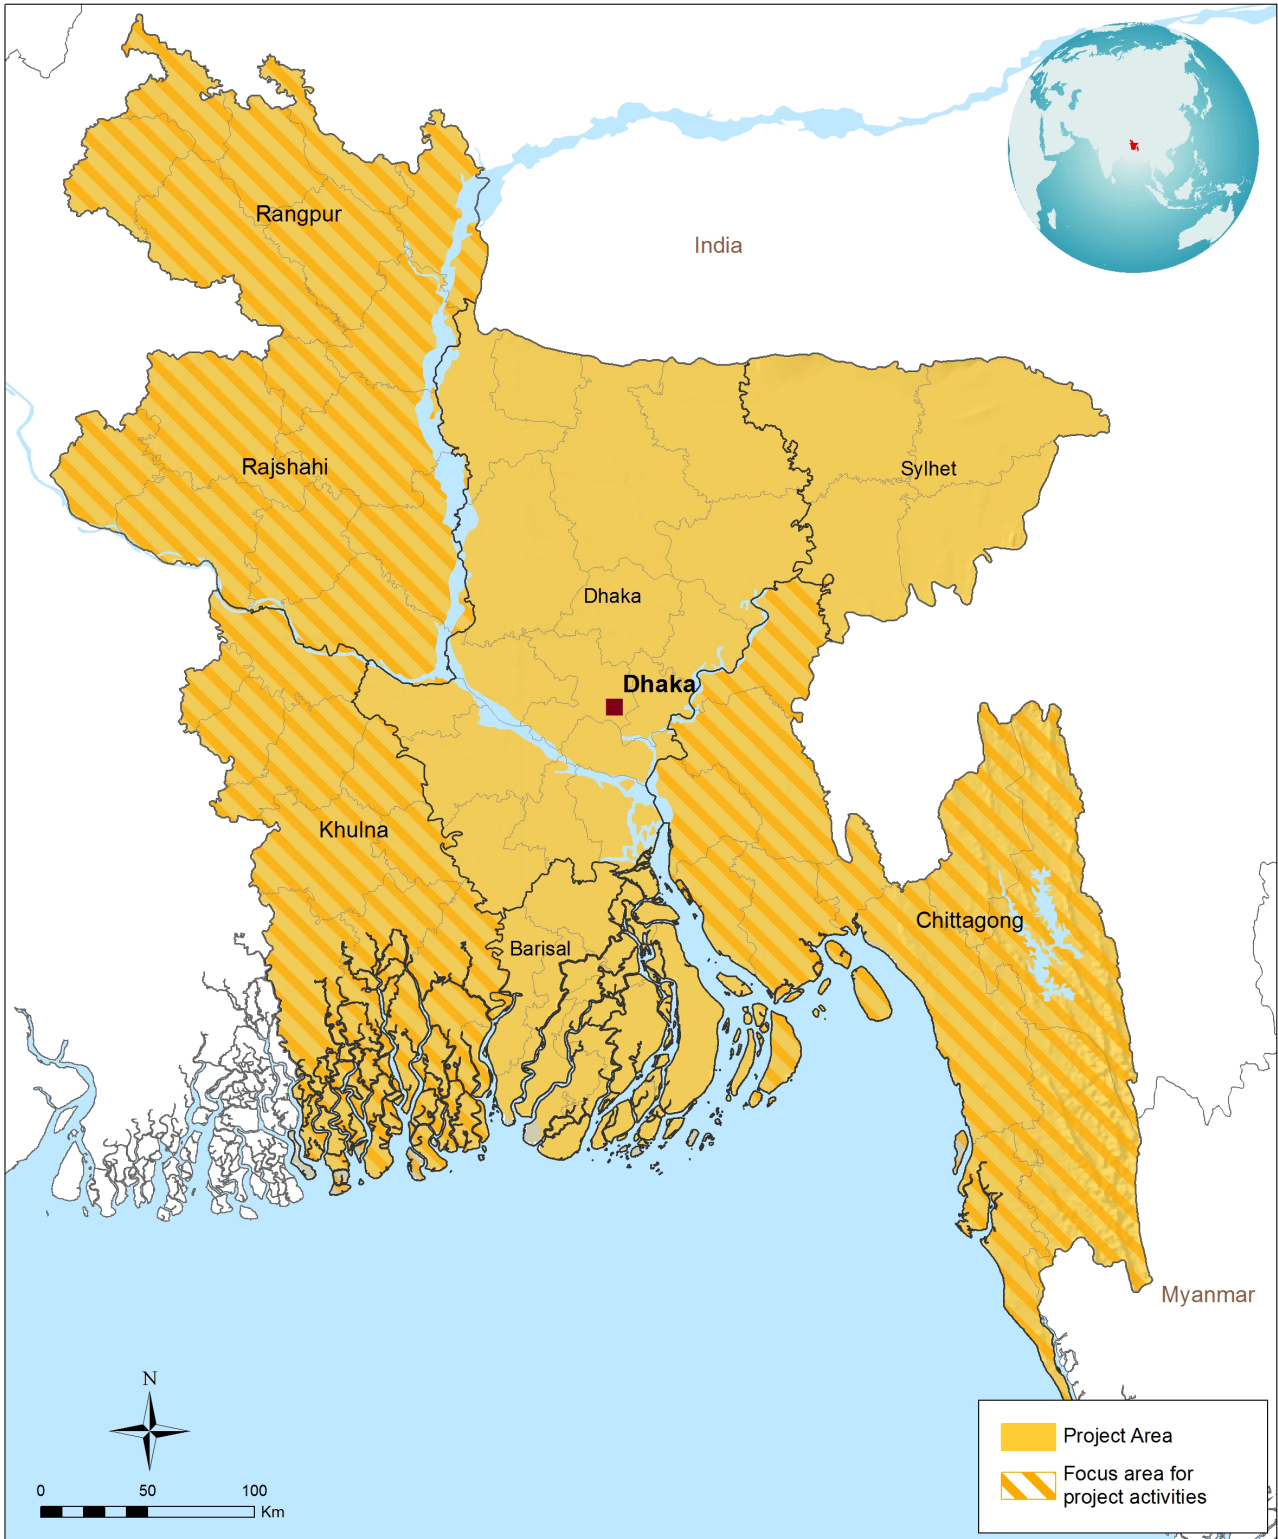 Rangpur
India
Rajshahi
Sylhet
Dhaka
Dhaka
Khulna
Chittagong
Barisal
Myanmar
N
0 50 100
Km
Project Area
Focus area for
project activities